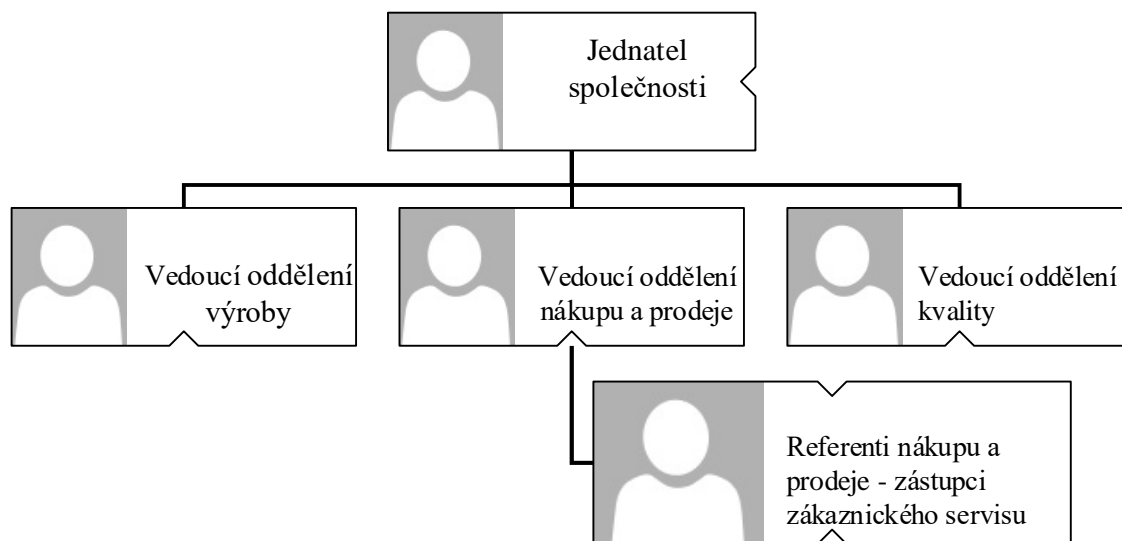 Jednatel
společnosti
Vedoucí oddělení
výroby
Vedoucí oddělení
nákupu a prodeje
Vedoucí oddělení
kvality
Referenti nákupu a
prodeje - zástupci
zákaznického servisu